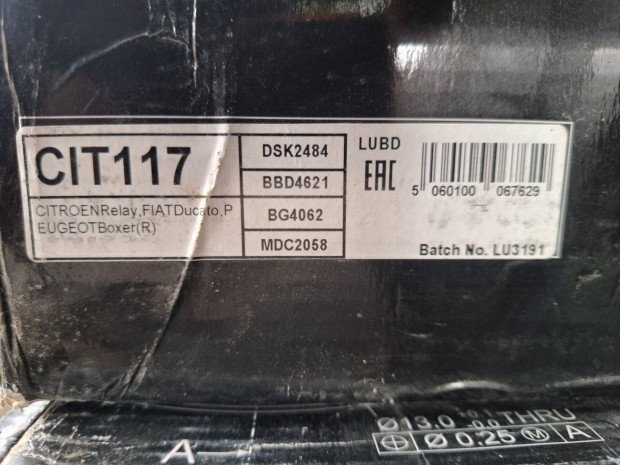 CIT117
CITROENRelay,FIATDucato,P
EUGEOTBoxer(R)
DSK2484
BBD4621
BG4062
MDC2058
LUBD
EAC
5 060100 067629
Batch No. LU3191
Ø13.0 THRU
⌖ Ø 0.25 Ⓜ A
A